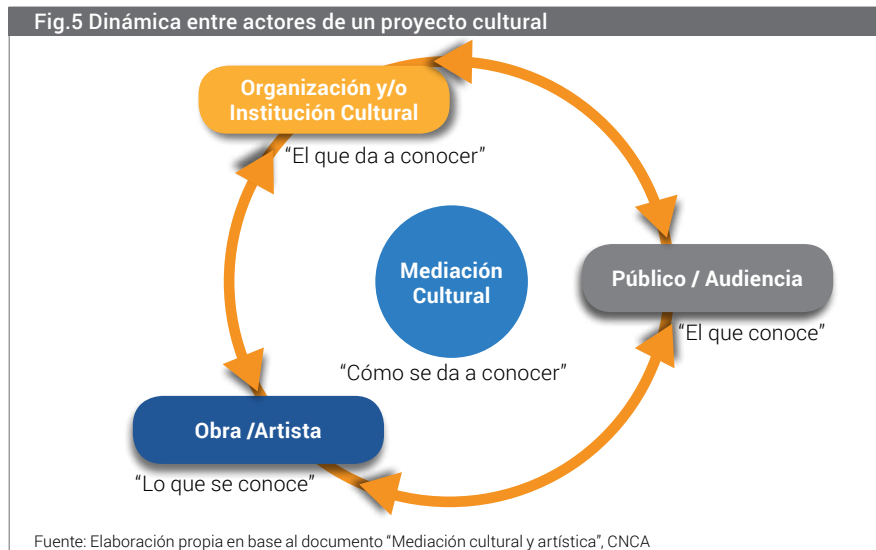 Fig.5 Dinámica entre actores de un proyecto cultural
Organización y/o
Institución Cultural
“El que da a conocer”
Mediación
Cultural
“Cómo se da a conocer”
Público / Audiencia
“El que conoce”
Obra /Artista
“Lo que se conoce”
Fuente: Elaboración propia en base al documento “Mediación cultural y artística”, CNCA